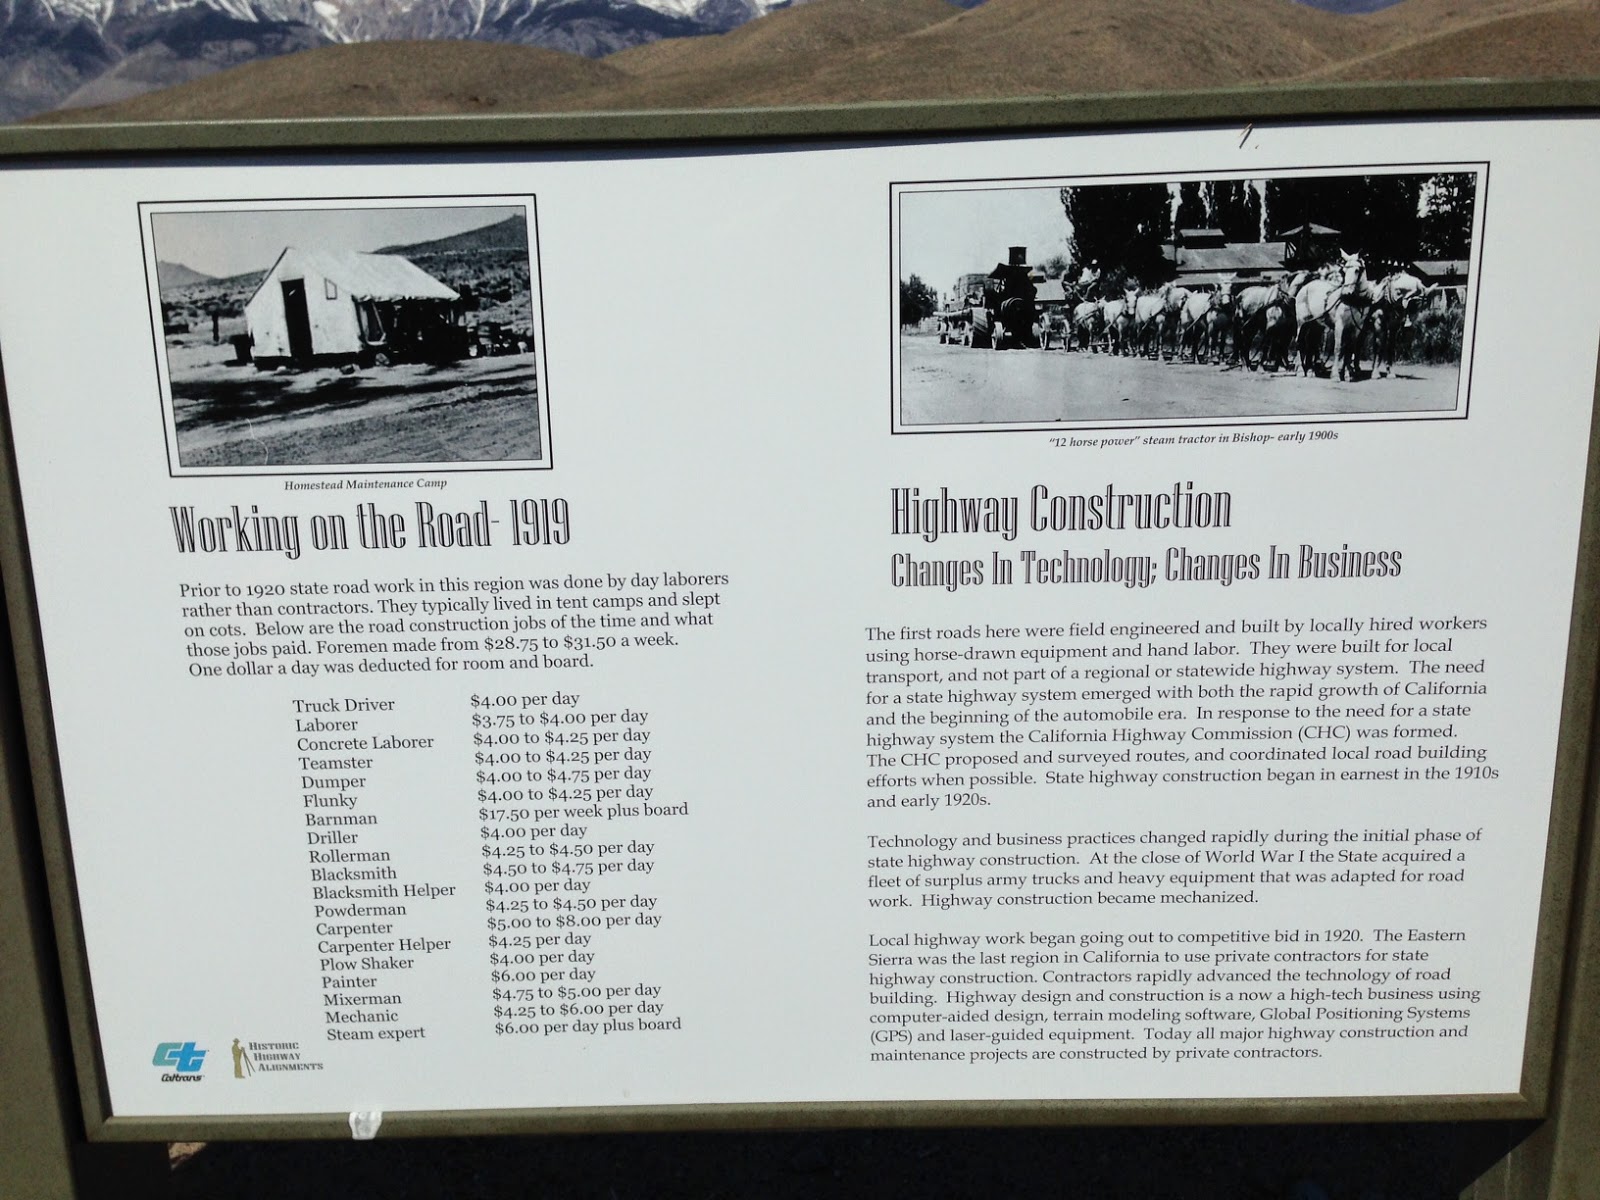 Homestead Maintenance Camp
Working on the Road- 1919
Prior to 1920 state road work in this region was done by day laborers
rather than contractors. They typically lived in tent camps and slept
on cots. Below are the road construction jobs of the time and what
those jobs paid. Foremen made from $28.75 to $31.50 a week.
One dollar a day was deducted for room and board.
Truck Driver $4.00 per day
Laborer $3.75 to $4.00 per day
Concrete Laborer $4.00 to $4.25 per day
Teamster $4.00 to $4.25 per day
Dumper $4.00 to $4.75 per day
Flunky $4.00 to $4.25 per day
Barnman $17.50 per week plus board
Driller $4.00 per day
Rollerman $4.25 to $4.50 per day
Blacksmith $4.50 to $4.75 per day
Blacksmith Helper $4.00 per day
Powderman $4.25 to $4.50 per day
Carpenter $5.00 to $8.00 per day
Carpenter Helper $4.25 per day
Plow Shaker $4.00 per day
Painter $6.00 per day
Mixerman $4.75 to $5.00 per day
Mechanic $4.25 to $6.00 per day
Steam expert $6.00 per day plus board
ct
Caltrans
Historic
Highway
Alignments
"12 horse power" steam tractor in Bishop- early 1900s
Highway Construction
Changes In Technology; Changes In Business
The first roads here were field engineered and built by locally hired workers
using horse-drawn equipment and hand labor. They were built for local
transport, and not part of a regional or statewide highway system. The need
for a state highway system emerged with both the rapid growth of California
and the beginning of the automobile era. In response to the need for a state
highway system the California Highway Commission (CHC) was formed.
The CHC proposed and surveyed routes, and coordinated local road building
efforts when possible. State highway construction began in earnest in the 1910s
and early 1920s.
Technology and business practices changed rapidly during the initial phase of
state highway construction. At the close of World War I the State acquired a
fleet of surplus army trucks and heavy equipment that was adapted for road
work. Highway construction became mechanized.
Local highway work began going out to competitive bid in 1920. The Eastern
Sierra was the last region in California to use private contractors for state
highway construction. Contractors rapidly advanced the technology of road
building. Highway design and construction is a now a high-tech business using
computer-aided design, terrain modeling software, Global Positioning Systems
(GPS) and laser-guided equipment. Today all major highway construction and
maintenance projects are constructed by private contractors.